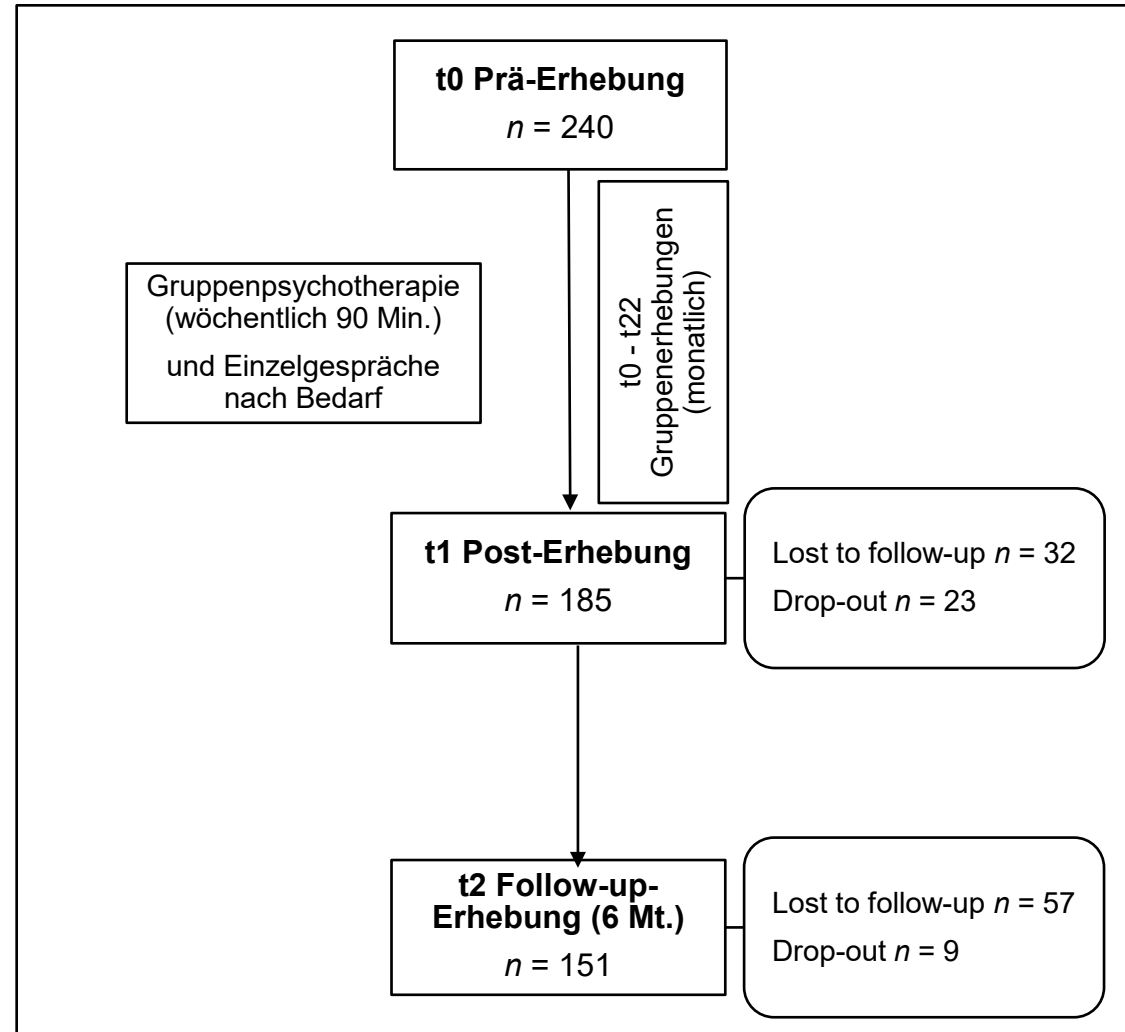 t0 Prä-Erhebung
n = 240
Gruppenpsychotherapie
(wöchentlich 90 Min.)
und Einzelgespräche
nach Bedarf
t0 - t22
Gruppenerhebungen
(monatlich)
t1 Post-Erhebung
n = 185
Lost to follow-up n = 32
Drop-out n = 23
t2 Follow-up-
Erhebung (6 Mt.)
n = 151
Lost to follow-up n = 57
Drop-out n = 9